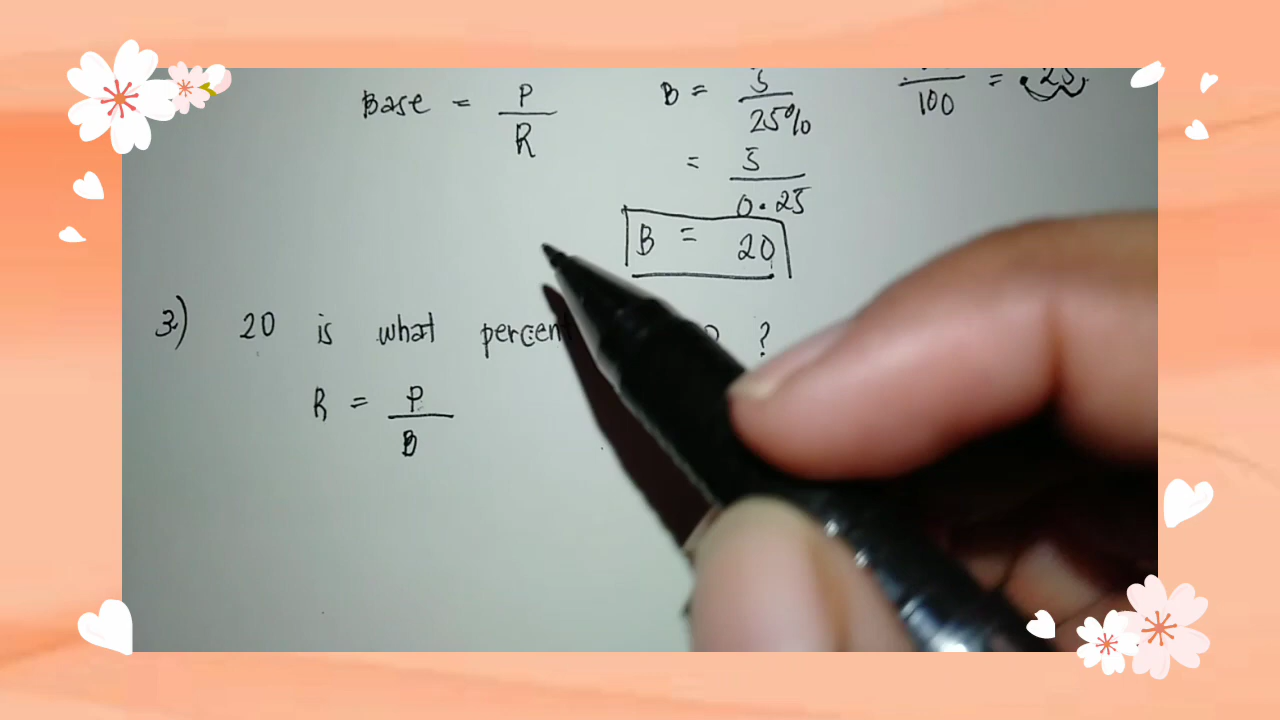 Base = P / R
B = 5 / 25%
/ 100 = .25
= 5 / 0.25
B = 20
3.) 20 is what percent ?
R = P / B